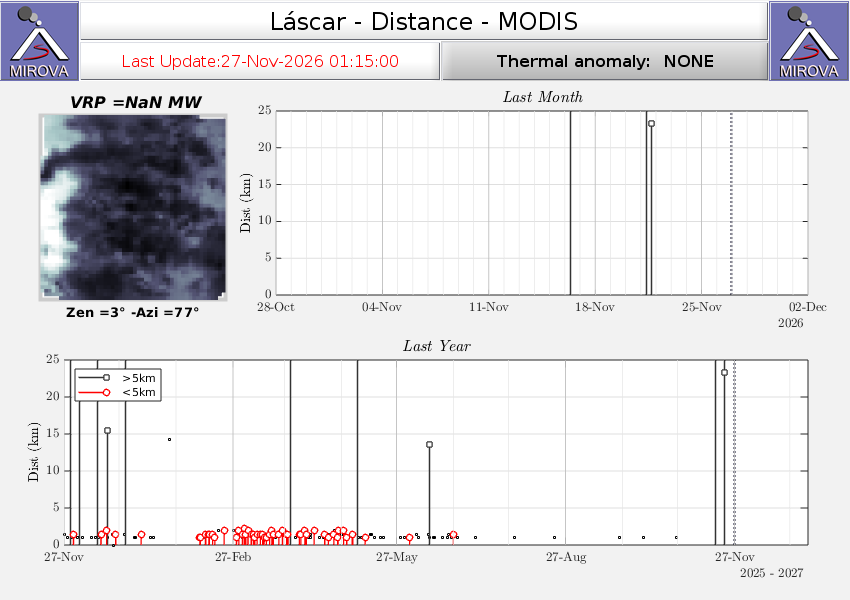 Láscar - Distance - MODIS
MIROVA
Last Update:27-Nov-2026 01:15:00
Thermal anomaly: NONE
MIROVA
VRP =NaN MW
Zen =3° -Azi =77°
Last Month
Dist (km)
25
20
15
10
5
0
28-Oct 04-Nov 11-Nov 18-Nov 25-Nov 02-Dec
2026
Last Year
Dist (km)
25
20
15
10
5
0
>5km
<5km
27-Nov 27-Feb 27-May 27-Aug 27-Nov
2025 - 2027